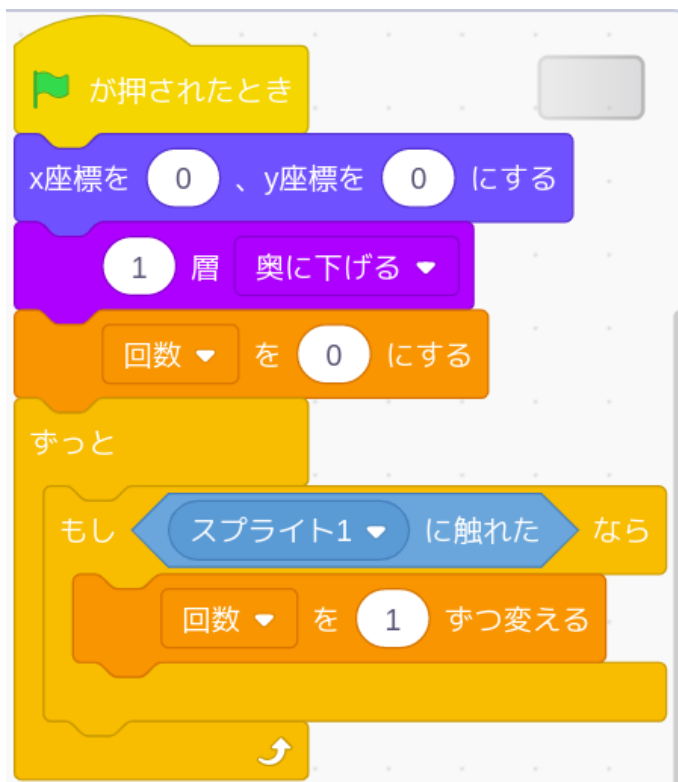 が押されたとき
x座標を 0 、y座標を 0 にする
1 層 奥に下げる
回数 を 0 にする
ずっと
もし スプライト1 に触れた なら
回数 を 1 ずつ変える